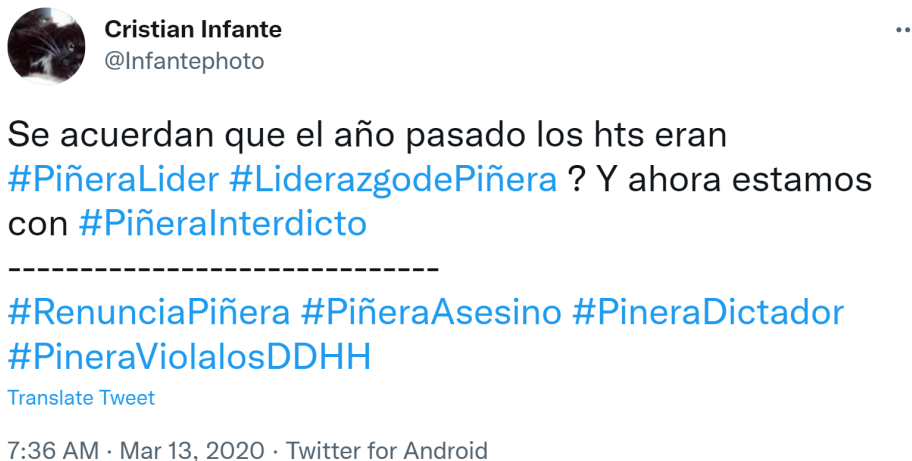 Cristian Infante
@Infantephoto
Se acuerdan que el año pasado los hts eran
#PiñeraLider #LiderazgodePiñera ? Y ahora estamos
con #PiñeraInterdicto
------------------------------
#RenunciaPiñera #PiñeraAsesino #PineraDictador
#PineraViolalosDDHH
Translate Tweet
7:36 AM · Mar 13, 2020 · Twitter for Android